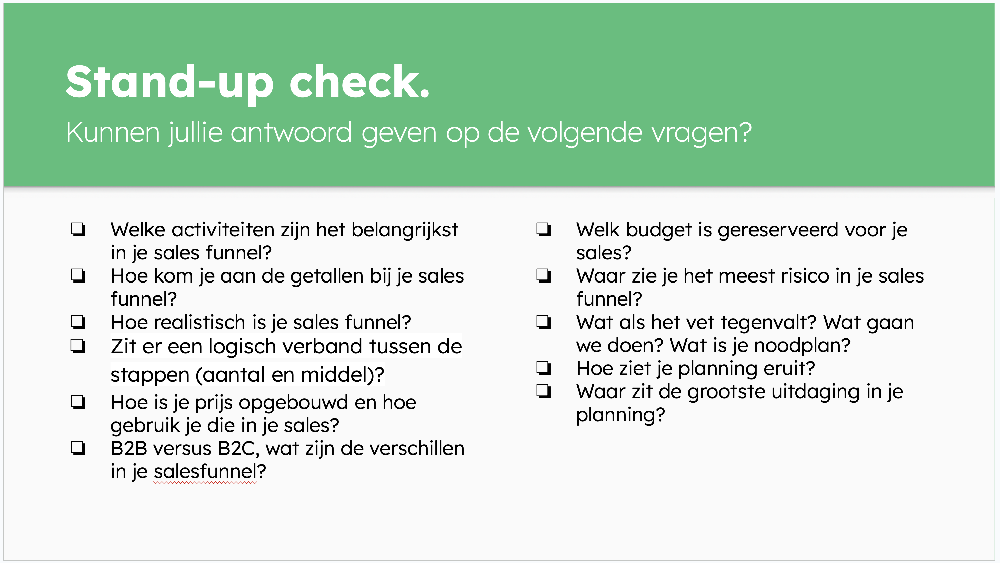 Stand-up check.
Kunnen jullie antwoord geven op de volgende vragen?
Welke activiteiten zijn het belangrijkst
in je sales funnel?
Hoe kom je aan de getallen bij je sales
funnel?
Hoe realistisch is je sales funnel?
Zit er een logisch verband tussen de
stappen (aantal en middel)?
Hoe is je prijs opgebouwd en hoe
gebruik je die in je sales?
B2B versus B2C, wat zijn de verschillen
in je salesfunnel?
Welk budget is gereserveerd voor je
sales?
Waar zie je het meest risico in je sales
funnel?
Wat als het vet tegenvalt? Wat gaan
we doen? Wat is je noodplan?
Hoe ziet je planning eruit?
Waar zit de grootste uitdaging in je
planning?